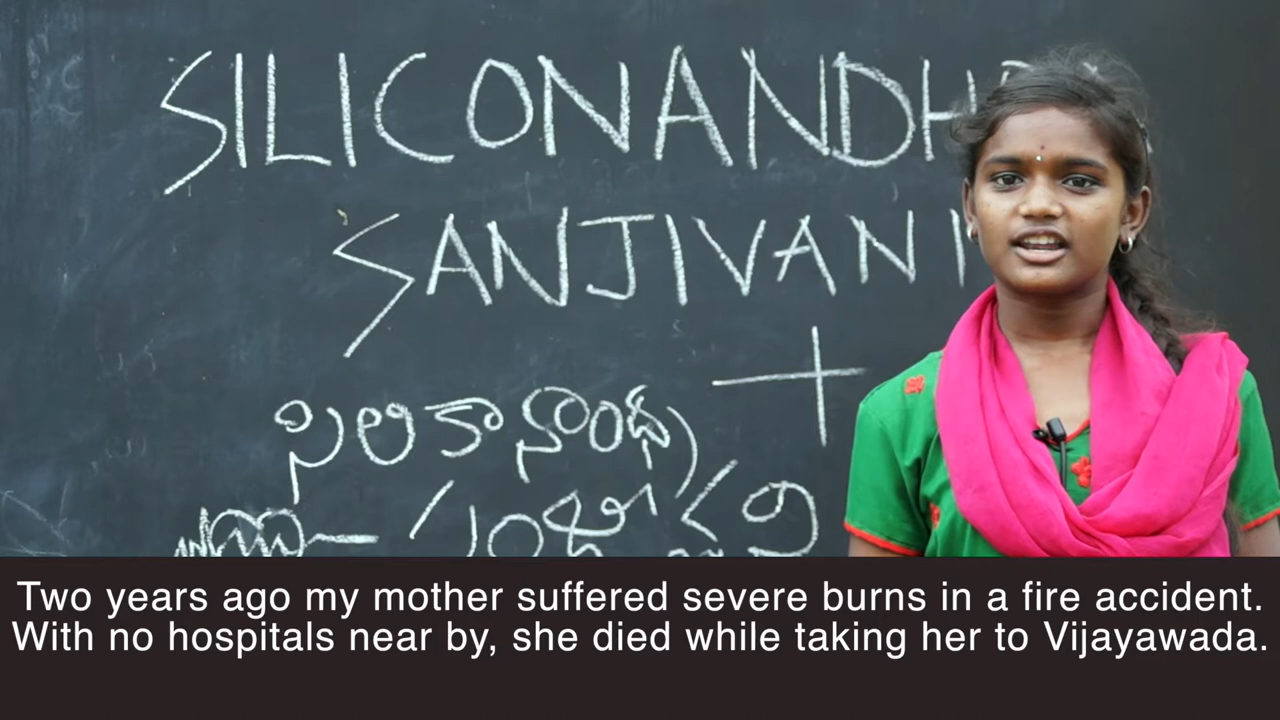 SILICONANDH
SANJIVANI
సిలికానాంధ్ర
సంజీవని
Two years ago my mother suffered severe burns in a fire accident.
With no hospitals near by, she died while taking her to Vijayawada.